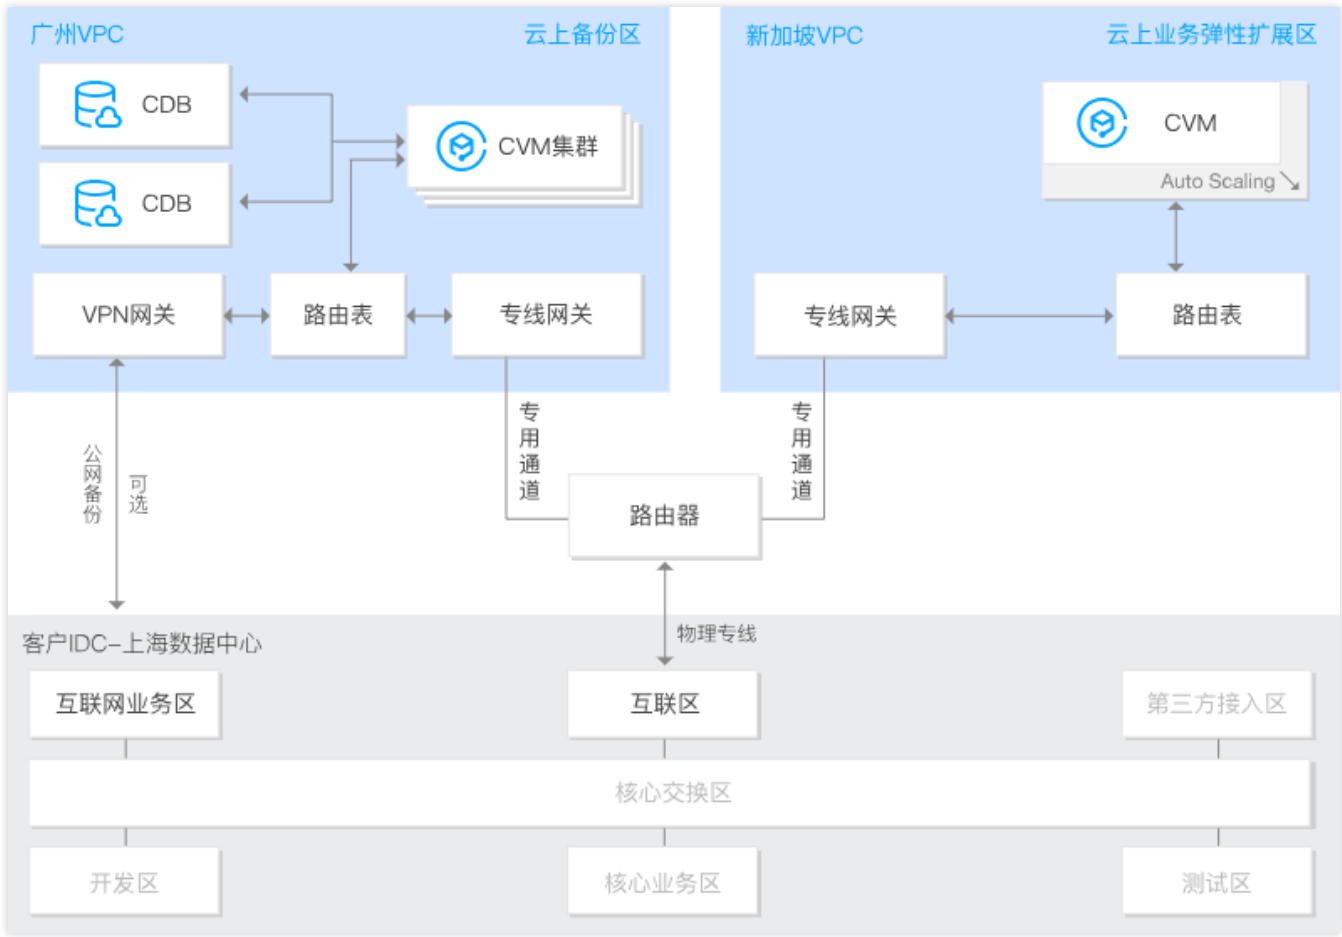 广州VPC
云上备份区
CDB
CDB
CVM集群
VPN网关
路由表
专线网关
新加坡VPC
云上业务弹性扩展区
CVM
Auto Scaling
专线网关
路由表
公网备份
可选
专用通道
专用通道
路由器
物理专线
客户IDC-上海数据中心
互联网业务区
互联区
第三方接入区
核心交换区
开发区
核心业务区
测试区